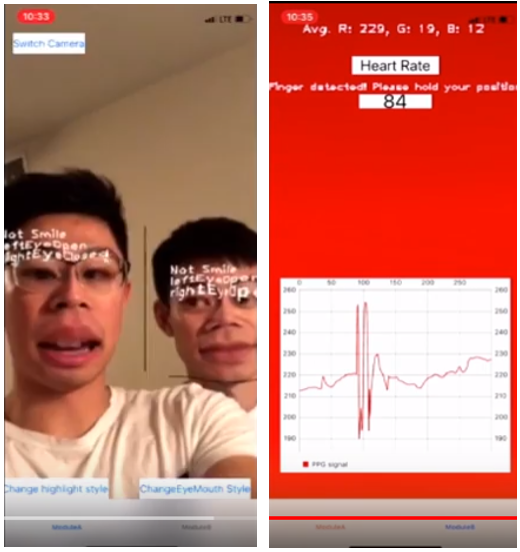 10:33
LTE
Switch Camera
Not Smile
leftEyeOpen
rightEyeClosed
Not Smile
leftEyeOpen
rightEyeOpe
Change highlight style
ChangeEyeMouth Style
ModuleA
ModuleB
10:35
LTE
Avg. R: 229, G: 19, B: 12
Heart Rate
Finger detected! Please hold your position
84
0 50 100 150 200 250
260 260
250 250
240 240
230 230
220 220
210 210
200 200
190 190
PPG signal
ModuleA
ModuleB